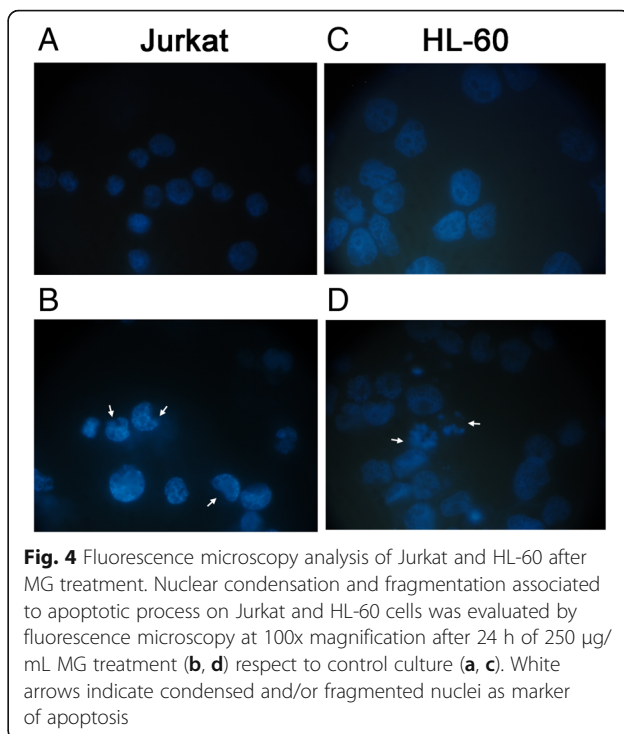 A
Jurkat
C
HL-60
B
D
Fig. 4 Fluorescence microscopy analysis of Jurkat and HL-60 after
MG treatment. Nuclear condensation and fragmentation associated
to apoptotic process on Jurkat and HL-60 cells was evaluated by
fluorescence microscopy at 100x magnification after 24 h of 250 μg/
mL MG treatment (b, d) respect to control culture (a, c). White
arrows indicate condensed and/or fragmented nuclei as marker
of apoptosis